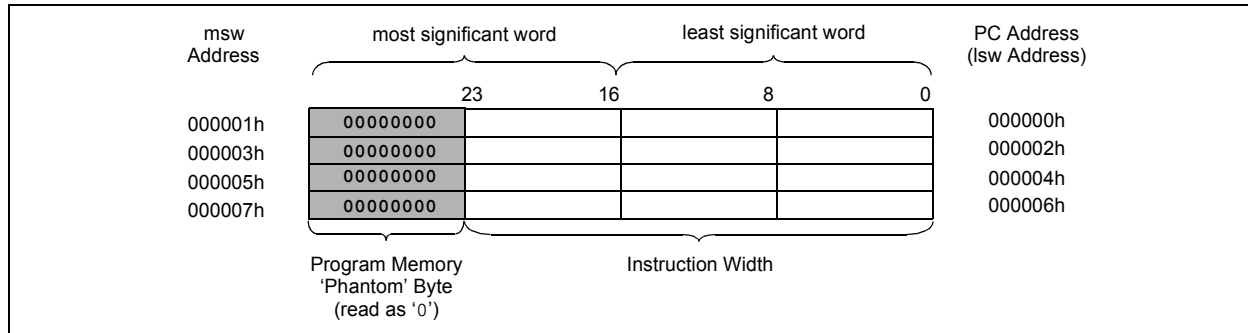 msw
Address
most significant word
least significant word
PC Address
(lsw Address)
23
16
8
0
000001h
00000000
000000h
000003h
00000000
000002h
000005h
00000000
000004h
000007h
00000000
000006h
Program Memory
‘Phantom’ Byte
(read as ‘0’)
Instruction Width